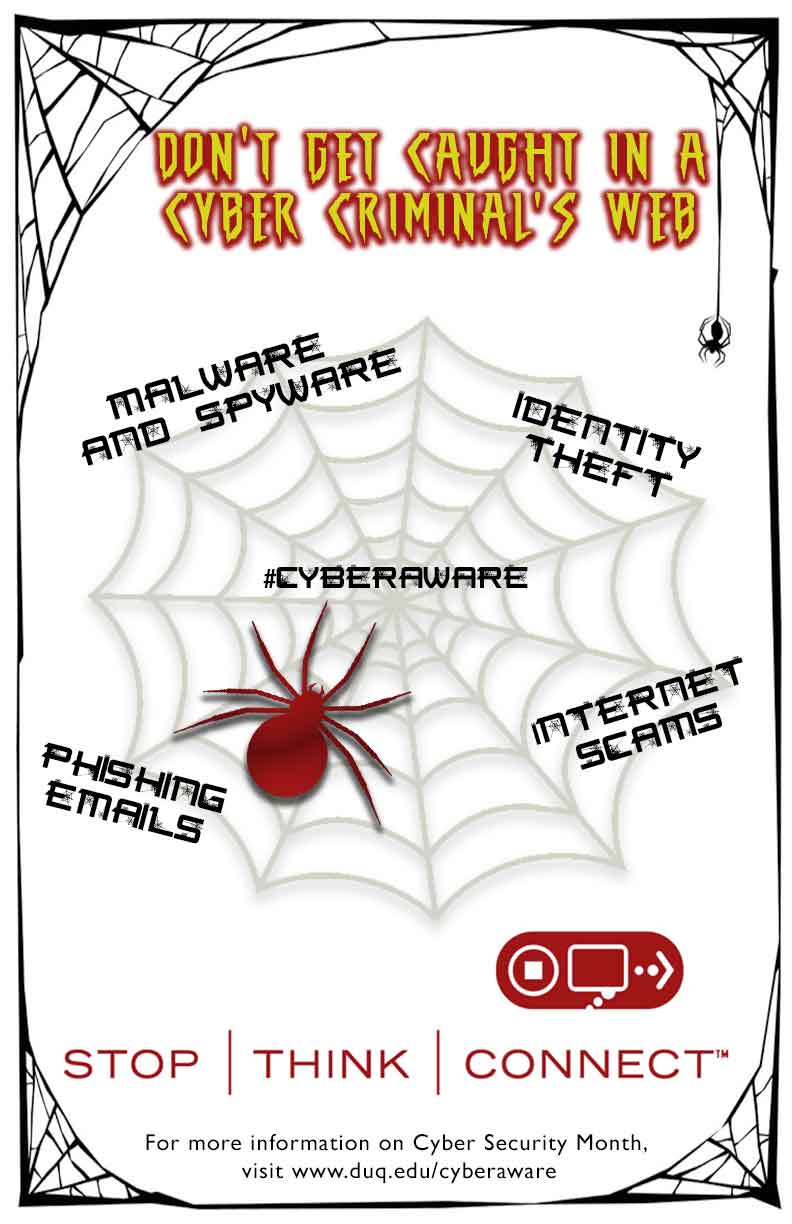 DON'T GET CAUGHT IN A
CYBER CRIMINAL'S WEB
MALWARE
AND SPYWARE
IDENTITY
THEFT
#CYBERAWARE
INTERNET
SCAMS
PHISHING
EMAILS
STOP | THINK | CONNECT™
For more information on Cyber Security Month,
visit www.duq.edu/cyberaware